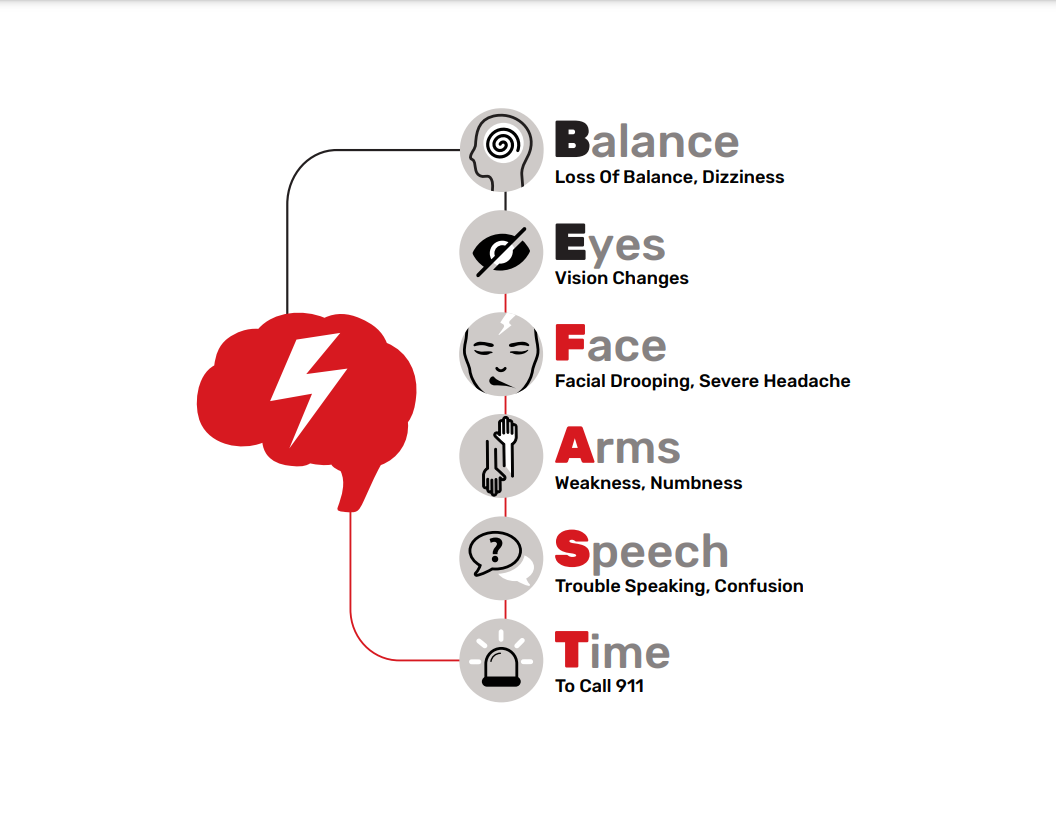 Balance
Loss Of Balance, Dizziness
Eyes
Vision Changes
Face
Facial Drooping, Severe Headache
Arms
Weakness, Numbness
?
Speech
Trouble Speaking, Confusion
Time
To Call 911